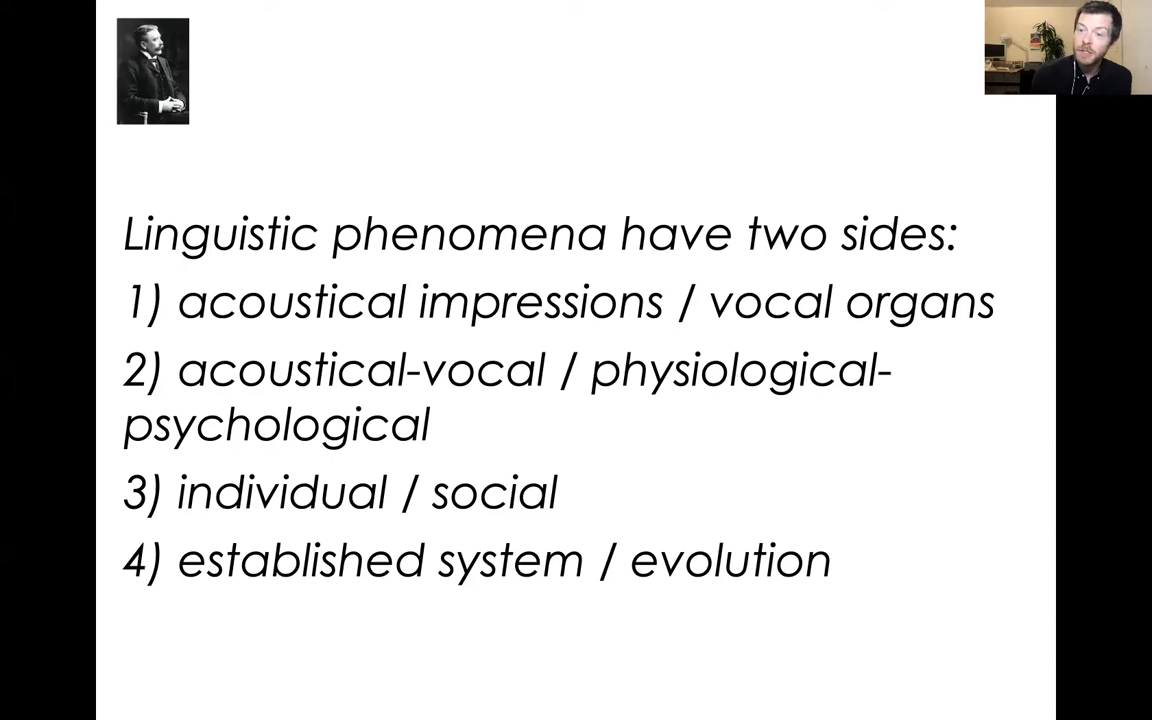 Linguistic phenomena have two sides:
1) acoustical impressions / vocal organs
2) acoustical-vocal / physiological-
psychological
3) individual / social
4) established system / evolution